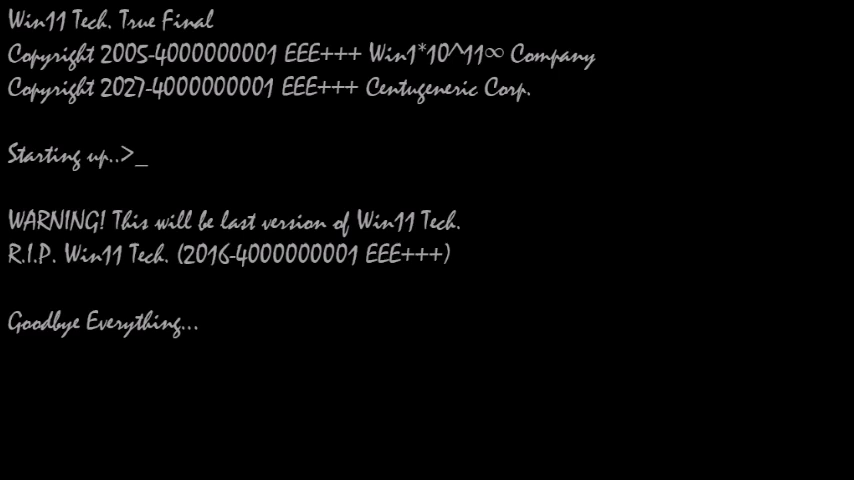 Win11 Tech. True Final
Copyright 2005-4000000001 EEE+++ Win1*10^11∞ Company
Copyright 2027-4000000001 EEE+++ Centugeneric Corp.
Starting up..>_
WARNING! This will be last version of Win11 Tech.
R.I.P. Win11 Tech. (2016-4000000001 EEE+++)
Goodbye Everything...